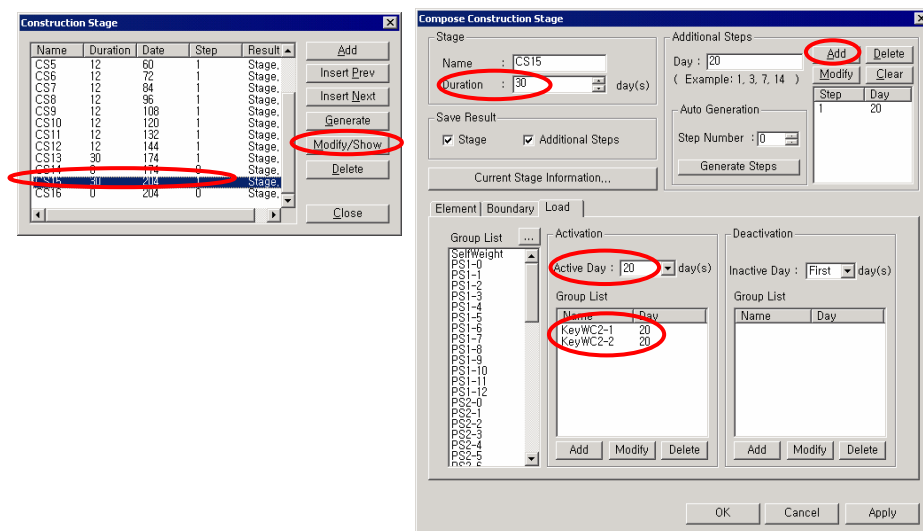 Construction Stage
Name Duration Date Step Result
CS5 12 60 1 Stage,
CS6 12 72 1 Stage,
CS7 12 84 1 Stage,
CS8 12 96 1 Stage,
CS9 12 108 1 Stage,
CS10 12 120 1 Stage,
CS11 12 132 1 Stage,
CS12 12 144 1 Stage,
CS13 30 174 1 Stage,
CS14 0 174 0 Stage,
CS15 30 204 1 Stage,
CS16 0 204 0 Stage,
Add
Insert Prev
Insert Next
Generate
Modify/Show
Delete
Close
Compose Construction Stage
Stage
Name : CS15
Duration : 30 day(s)
Save Result
Stage Additional Steps
Current Stage Information...
Additional Steps
Day : 20
( Example: 1, 3, 7, 14 )
Add Delete
Modify Clear
Step Day
1 20
Auto Generation
Step Number : 0
Generate Steps
Element Boundary Load
Group List ...
SelfWeight
PS1-0
PS1-1
PS1-2
PS1-3
PS1-4
PS1-5
PS1-6
PS1-7
PS1-8
PS1-9
PS1-10
PS1-11
PS1-12
PS2-0
PS2-1
PS2-2
PS2-3
PS2-4
PS2-5
PS2-6
Activation
Active Day : 20 day(s)
Group List
Name Day
KeyWC2-1 20
KeyWC2-2 20
Add Modify Delete
Deactivation
Inactive Day : First day(s)
Group List
Name Day
Add Modify Delete
OK Cancel Apply